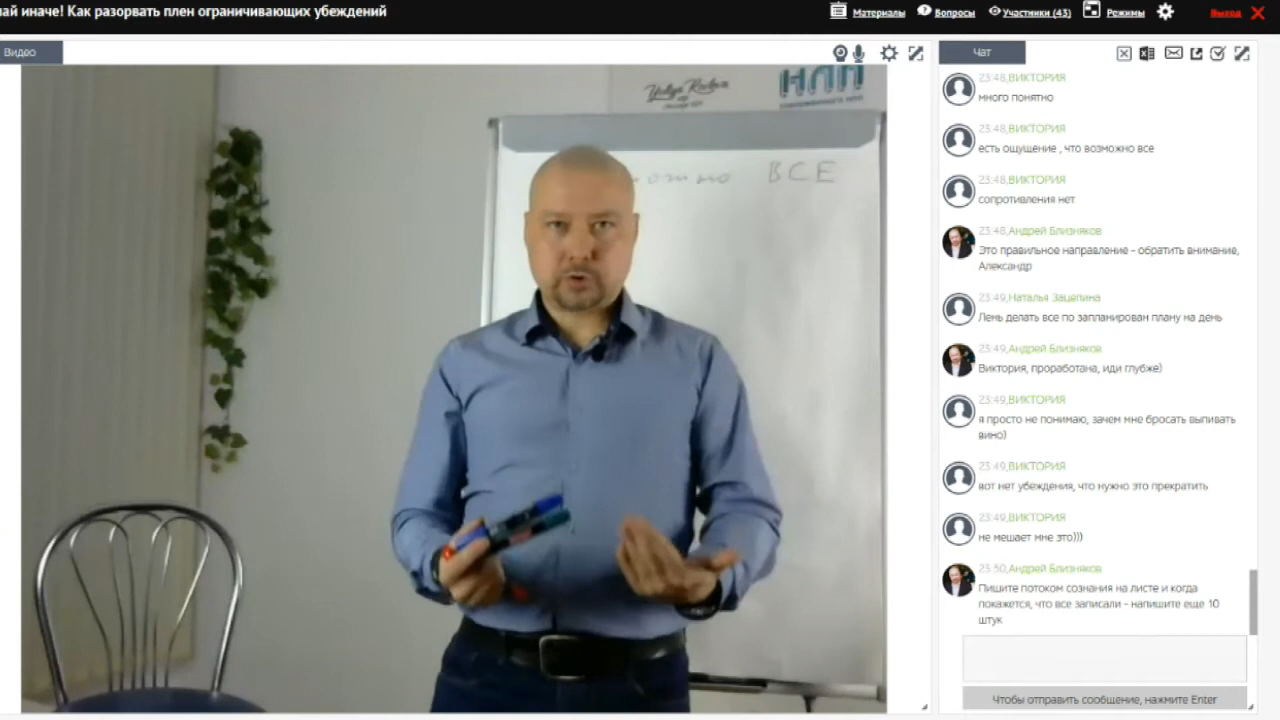 ай иначе! Как разорвать плен ограничивающих убеждений
Материалы
Вопросы
Участники (43)
Режимы
Выход
Видео
Чат
НЛП
ВСЕ
23:48, ВИКТОРИЯ
много понятно
23:48, ВИКТОРИЯ
есть ощущение , что возможно все
23:48, ВИКТОРИЯ
сопротивления нет
23:48, Андрей Близняков
Это правильное направление - обратить внимание,
Александр
23:49, Наталья Зацепина
Лень делать все по запланирован плану на день
23:49, Андрей Близняков
Виктория, проработана, иди глубже)
23:49, ВИКТОРИЯ
я просто не понимаю, зачем мне бросать выпивать
вино)
23:49, ВИКТОРИЯ
вот нет убеждения, что нужно это прекратить
23:49, ВИКТОРИЯ
не мешает мне это)))
23:50, Андрей Близняков
Пишите потоком сознания на листе и когда
покажется, что все записали - напишите еще 10
штук
Чтобы отправить сообщение, нажмите Enter